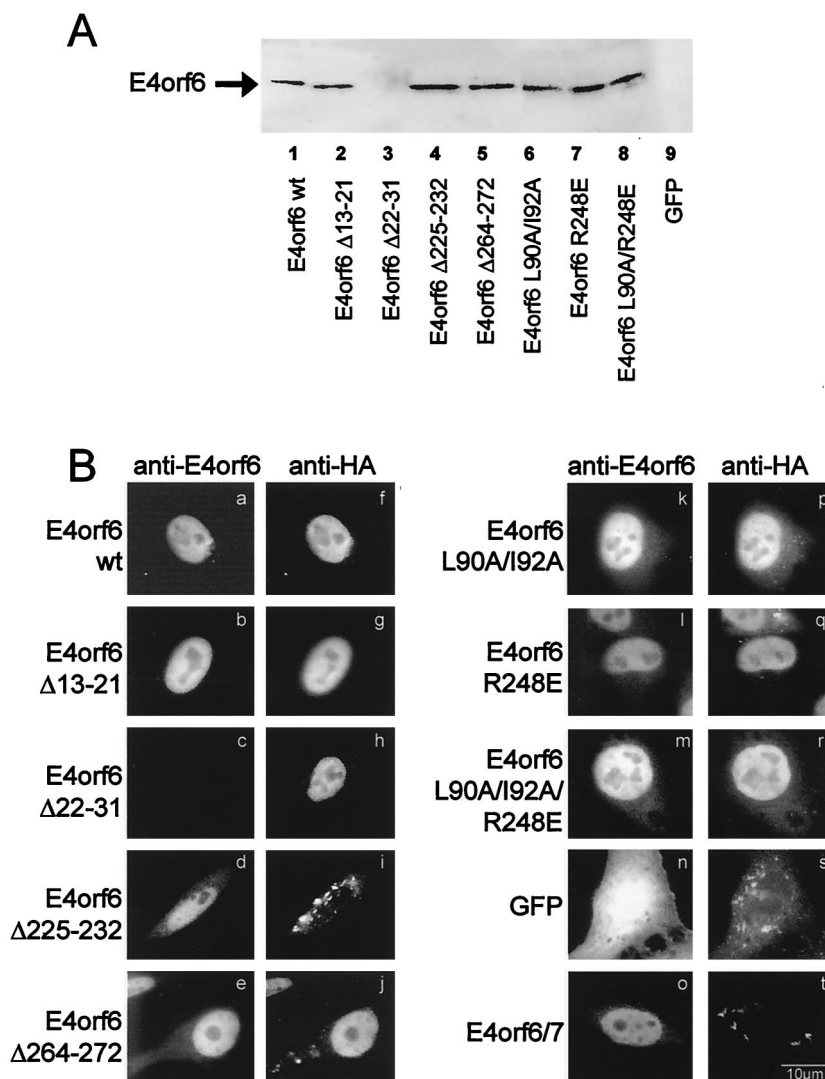 A
E4orf6
1 2 3 4 5 6 7 8 9
E4orf6 wt
E4orf6 Δ13-21
E4orf6 Δ22-31
E4orf6 Δ225-232
E4orf6 Δ264-272
E4orf6 L90A/I92A
E4orf6 R248E
E4orf6 L90A/R248E
GFP
B
anti-E4orf6 anti-HA
E4orf6
wt
a f
E4orf6
Δ13-21
b g
E4orf6
Δ22-31
c h
E4orf6
Δ225-232
d i
E4orf6
Δ264-272
e j
anti-E4orf6 anti-HA
E4orf6
L90A/I92A
k p
E4orf6
R248E
l q
E4orf6
L90A/I92A/
R248E
m r
GFP
n s
E4orf6/7
o t
10µm